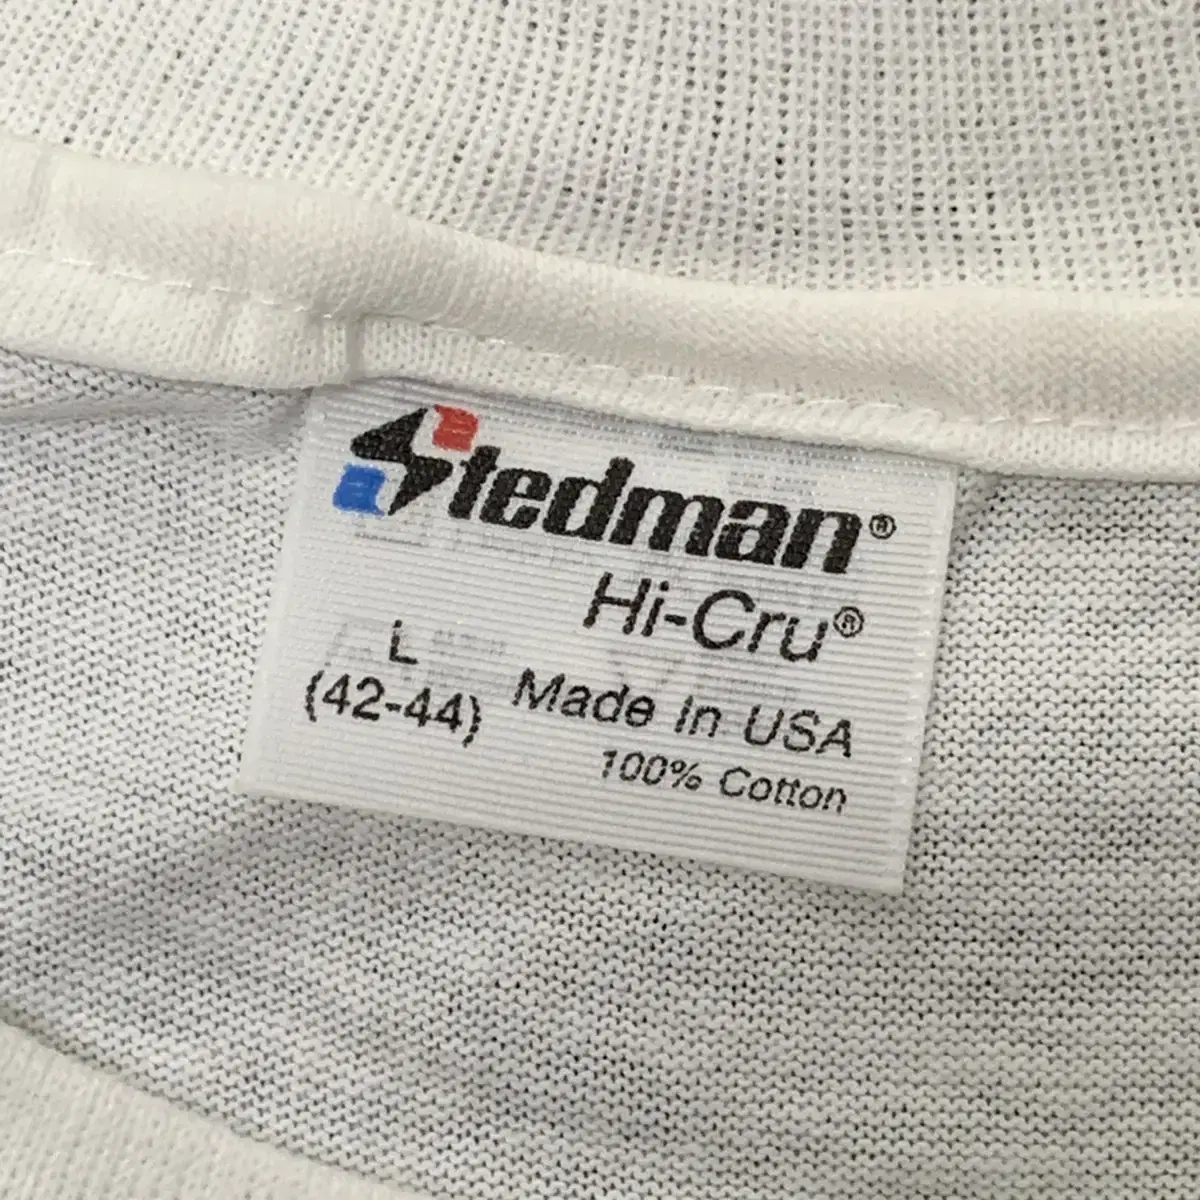 Stedman®
Hi-Cru®
L
(42-44)
Made In USA
100% Cotton